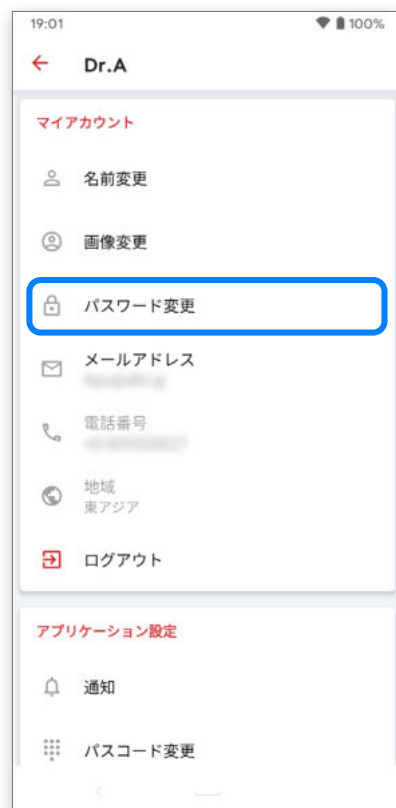 19:01 100%
Dr.A
マイアカウント
名前変更
画像変更
パスワード変更
メールアドレス
電話番号
地域
東アジア
ログアウト
アプリケーション設定
通知
パスコード変更